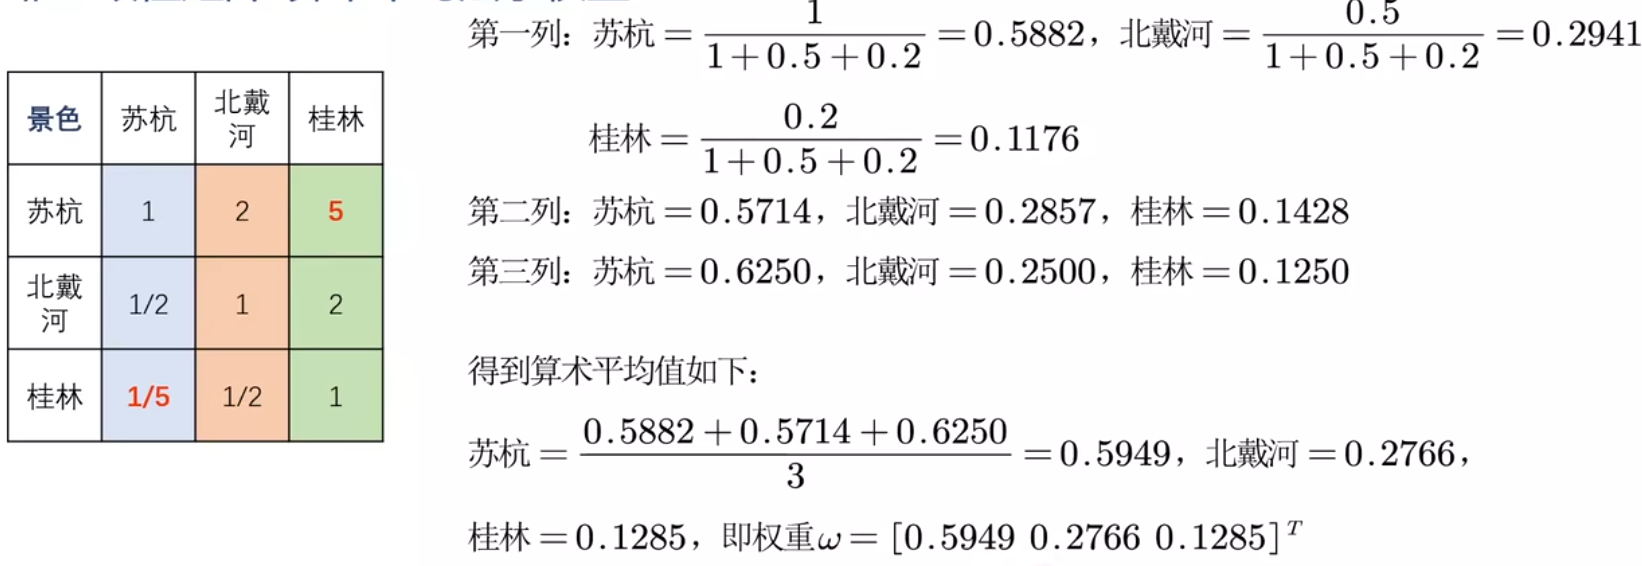 景色 苏杭 北戴河 桂林
苏杭 1 2 5
北戴河 1/2 1 2
桂林 1/5 1/2 1
第一列：苏杭 = 1/(1+0.5+0.2) = 0.5882，北戴河 = 0.5/(1+0.5+0.2) = 0.2941
桂林 = 0.2/(1+0.5+0.2) = 0.1176
第二列：苏杭 = 0.5714，北戴河 = 0.2857，桂林 = 0.1428
第三列：苏杭 = 0.6250，北戴河 = 0.2500，桂林 = 0.1250
得到算术平均值如下：
苏杭 = (0.5882+0.5714+0.6250)/3 = 0.5949，北戴河 = 0.2766，
桂林 = 0.1285，即权重ω = [0.5949 0.2766 0.1285]^T